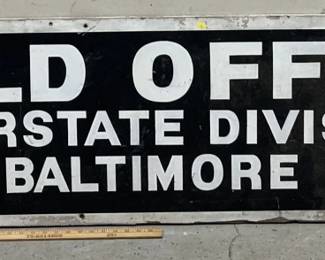 LD OFF
RSTATE DIVIS
BALTIMORE